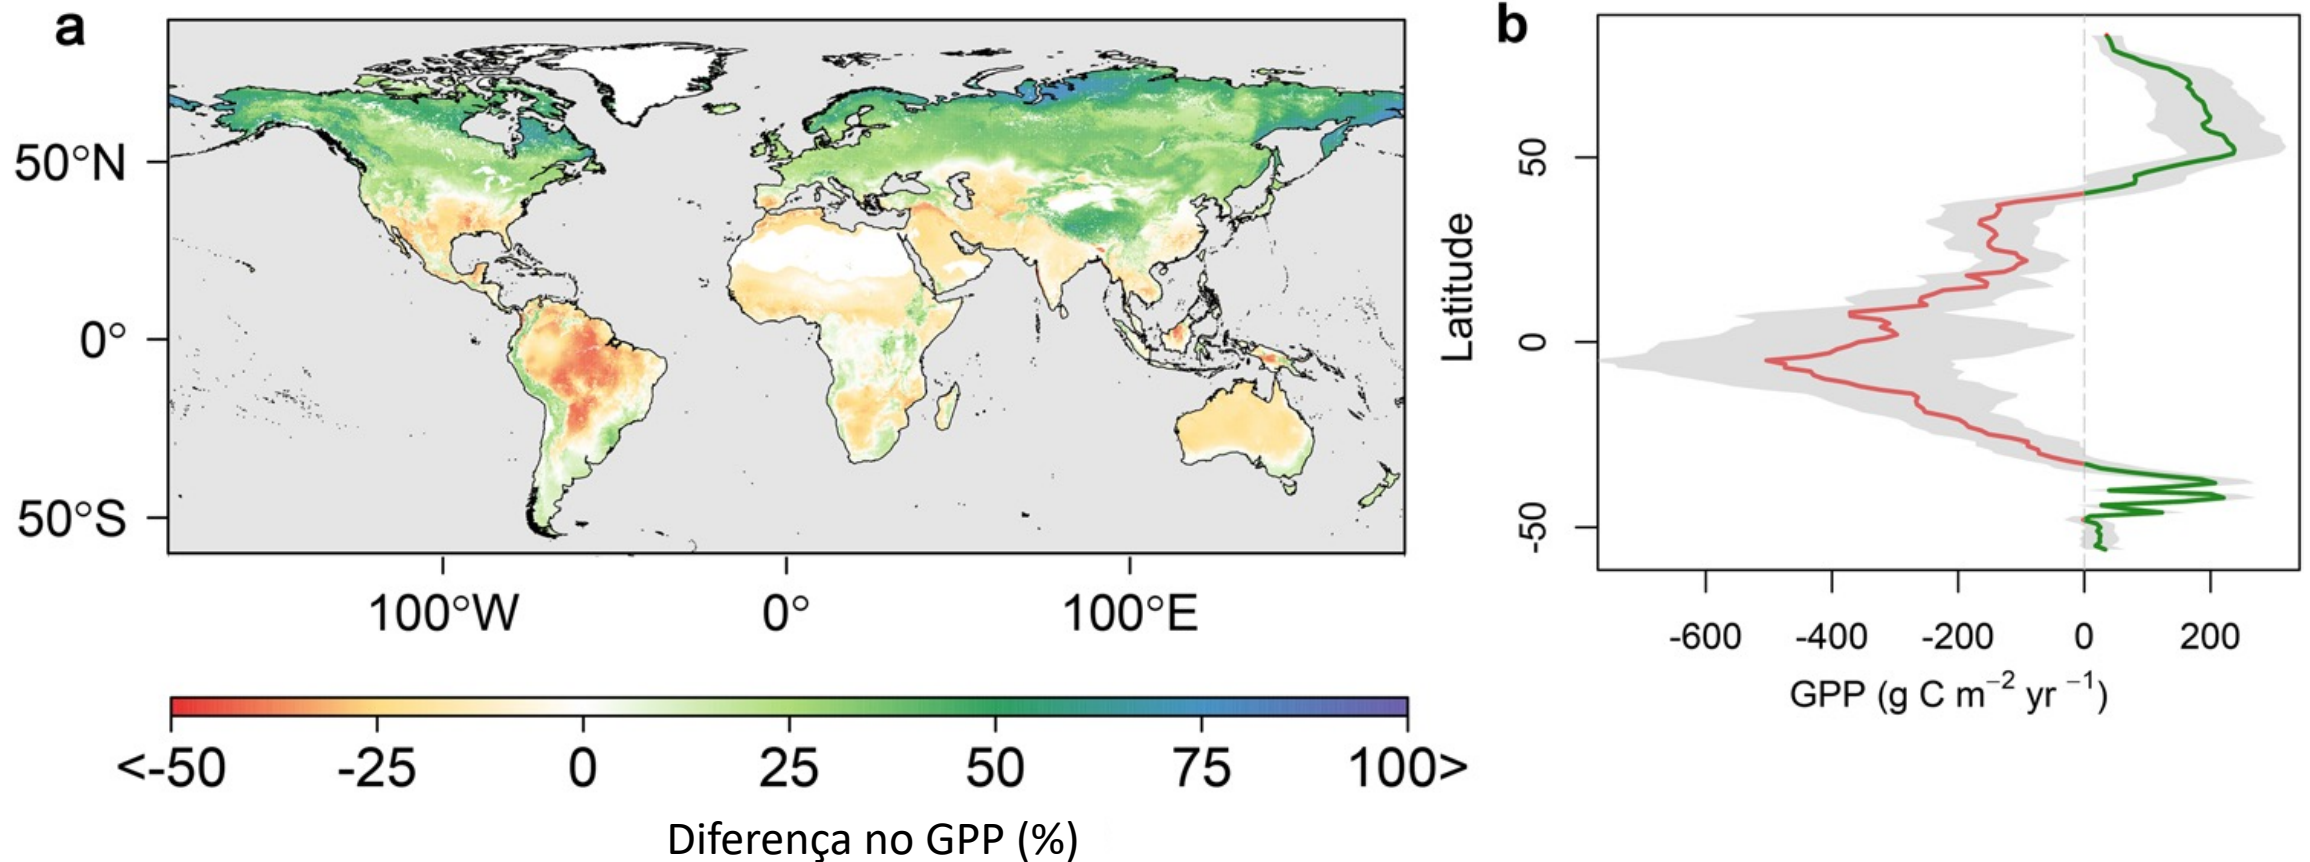 a
50°N
0°
50°S
100°W 0° 100°E
<-50 -25 0 25 50 75 100>
Diferença no GPP (%)
b
Latitude
50
0
-50
-600 -400 -200 0 200
GPP (g C m⁻² yr ⁻¹)